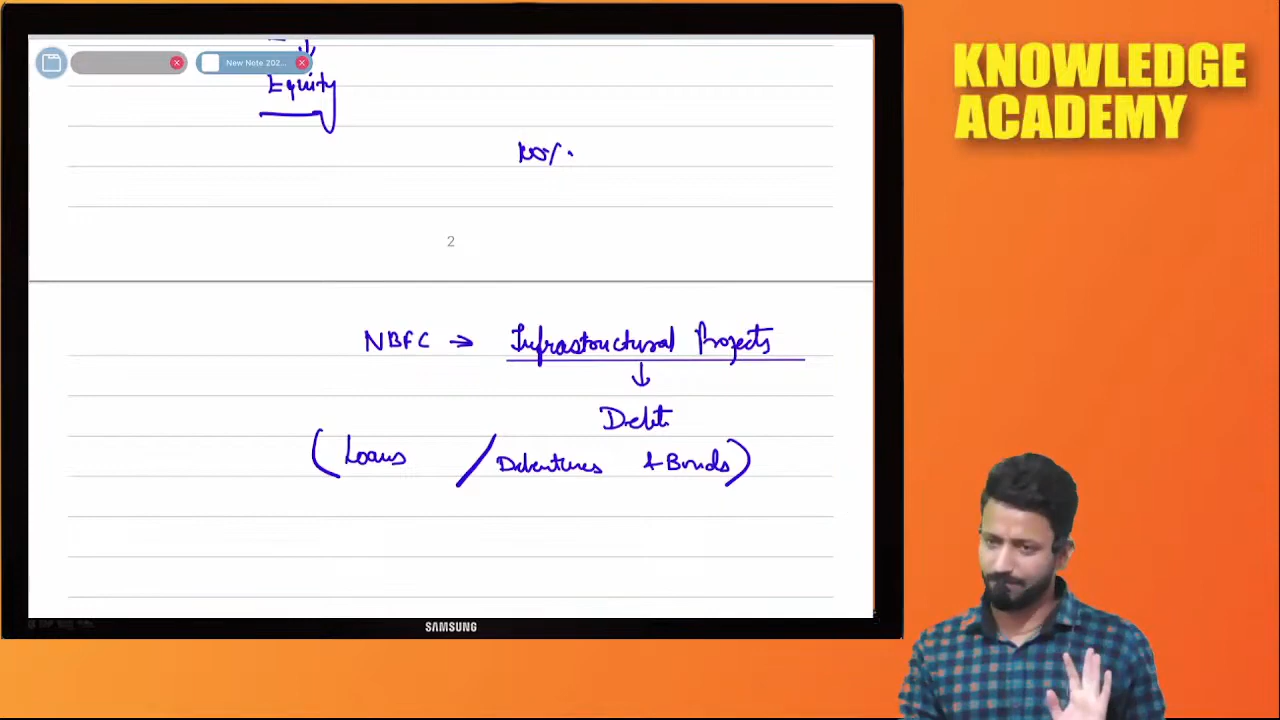 New Note 202...
Equity
100%.
2
NBFC → Infrastructural Projects
↓
Debt
(Loans / Debentures & Bonds)
SAMSUNG
KNOWLEDGE
ACADEMY